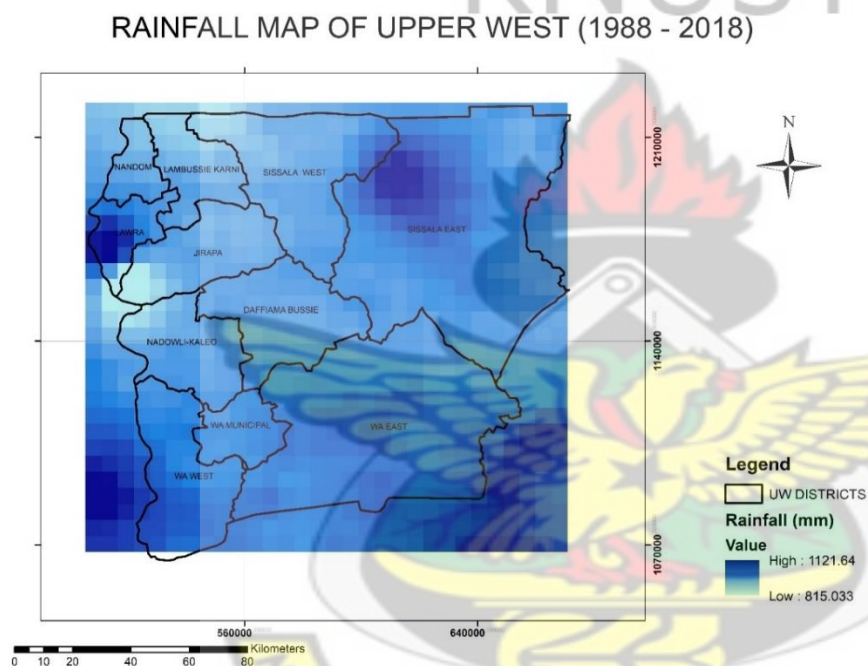 KNUST
RAINFALL MAP OF UPPER WEST (1988 - 2018)
N
1210000
NANDOM
LAMBUSSIE KARNI
SISSALA WEST
LAWRA
JIRAPA
SISSALA EAST
DAFFIAMA BUSSIE
NADOWLI-KALEO
1140000
WA MUNICIPAL
WA EAST
WA WEST
Legend
UW DISTRICTS
Rainfall (mm)
Value
High : 1121.64
Low : 815.033
1070000
560000
640000
0 10 20 40 60 80 Kilometers